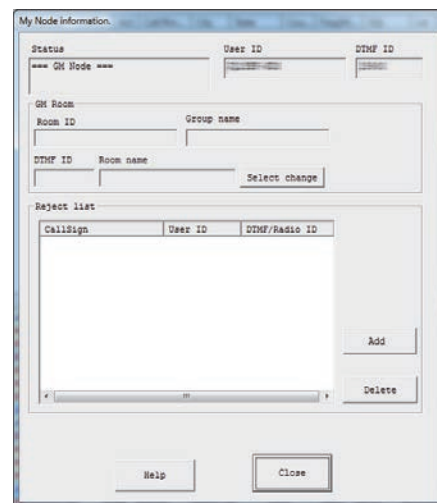 My Node information.
Status
User ID
DTMF ID
=== GM Node ===
GM Room
Room ID
Group name
DTMF ID
Room name
Select change
Reject list
CallSign
User ID
DTMF/Radio ID
Add
Delete
Help
Close